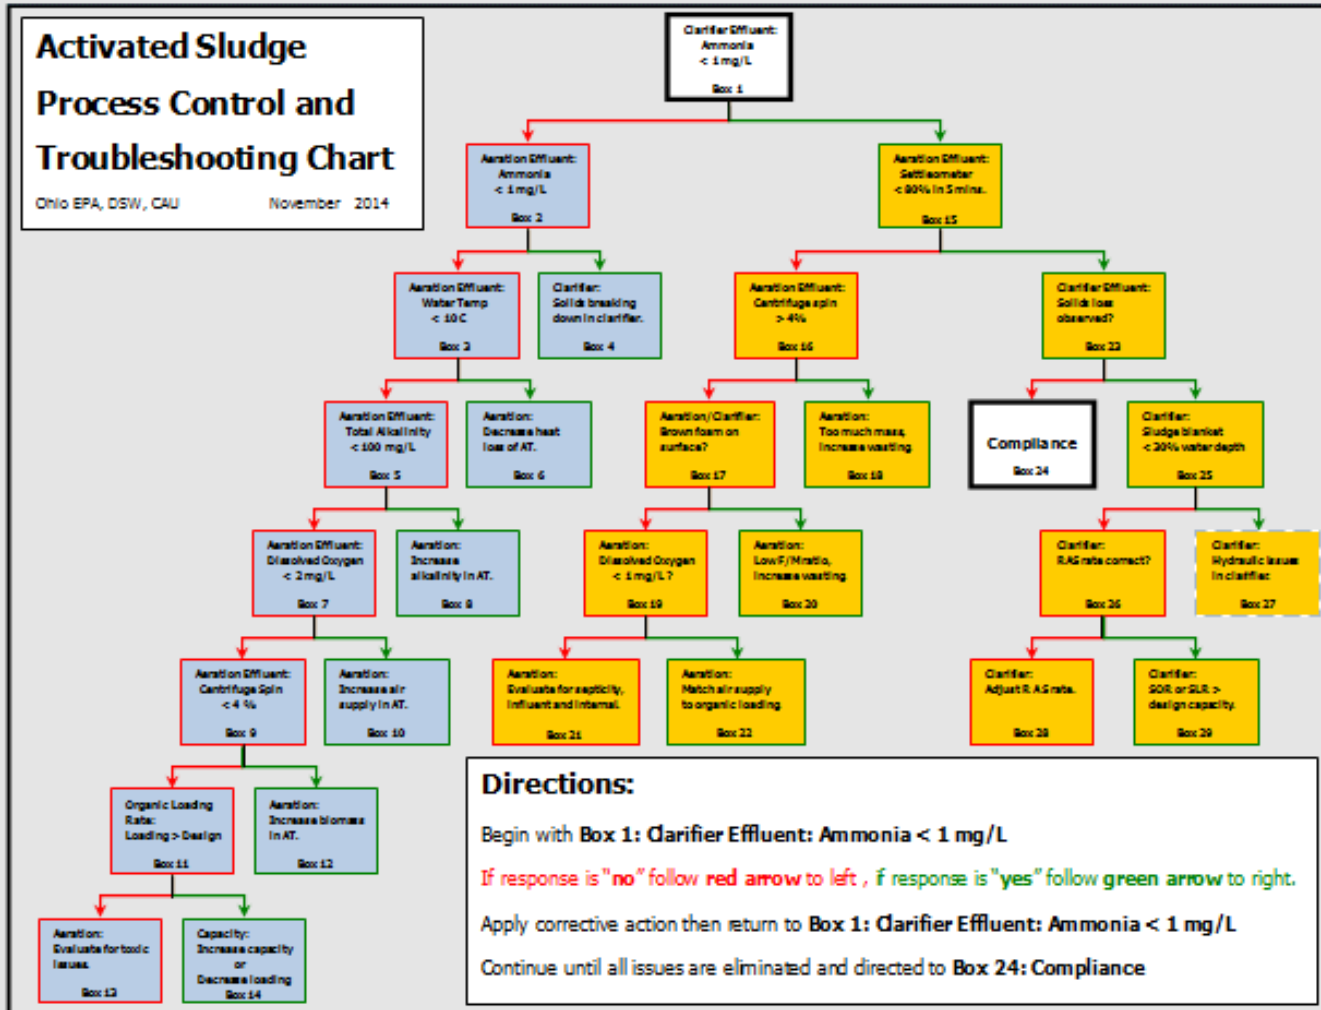 Activated Sludge
Process Control and
Troubleshooting Chart
Ohio EPA, DSW, CAU November 2014
Clarifier Effluent:
Ammonia
< 1 mg/L
Box 1
Aeration Effluent:
Ammonia
< 1 mg/L
Box 2
Aeration Effluent:
Settleometer
< 80% in 5 mins.
Box 15
Aeration Effluent:
Water Temp
< 10 C
Box 3
Clarifier:
Solids breaking
down in clarifier.
Box 4
Aeration Effluent:
Centrifuge spin
> 4%
Box 16
Clarifier Effluent:
Solids loss
observed?
Box 23
Aeration Effluent:
Total Alkalinity
< 100 mg/L
Box 5
Aeration:
Decrease heat
loss of AT.
Box 6
Aeration/Clarifier:
Brown foam on
surface?
Box 17
Aeration:
Too much mass,
increase wasting.
Box 18
Compliance
Box 24
Clarifier:
Sludge blanket
< 30% water depth
Box 25
Aeration Effluent:
Dissolved Oxygen
< 2 mg/L
Box 7
Aeration:
Increase
alkalinity in AT.
Box 8
Aeration:
Dissolved Oxygen
< 1 mg/L ?
Box 19
Aeration:
Low F/M ratio,
increase wasting.
Box 20
Clarifier:
RAS rate correct?
Box 26
Clarifier:
Hydraulic issues
in clarifier.
Box 27
Aeration Effluent:
Centrifuge Spin
< 4 %
Box 9
Aeration:
Increase air
supply in AT.
Box 10
Aeration:
Evaluate for septicity,
influent and internal.
Box 21
Aeration:
Match air supply
to organic loading.
Box 22
Clarifier:
Adjust RAS rate.
Box 28
Clarifier:
SOR or SLR >
design capacity.
Box 29
Organic Loading
Rate:
Loading > Design
Box 11
Aeration:
Increase biomass
in AT.
Box 12
Aeration:
Evaluate for toxic
issues.
Box 13
Capacity:
Increase capacity
or
Decrease loading
Box 14
Directions:
Begin with Box 1: Clarifier Effluent: Ammonia < 1 mg/L
If response is "no" follow red arrow to left , if response is "yes" follow green arrow to right.
Apply corrective action then return to Box 1: Clarifier Effluent: Ammonia < 1 mg/L
Continue until all issues are eliminated and directed to Box 24: Compliance